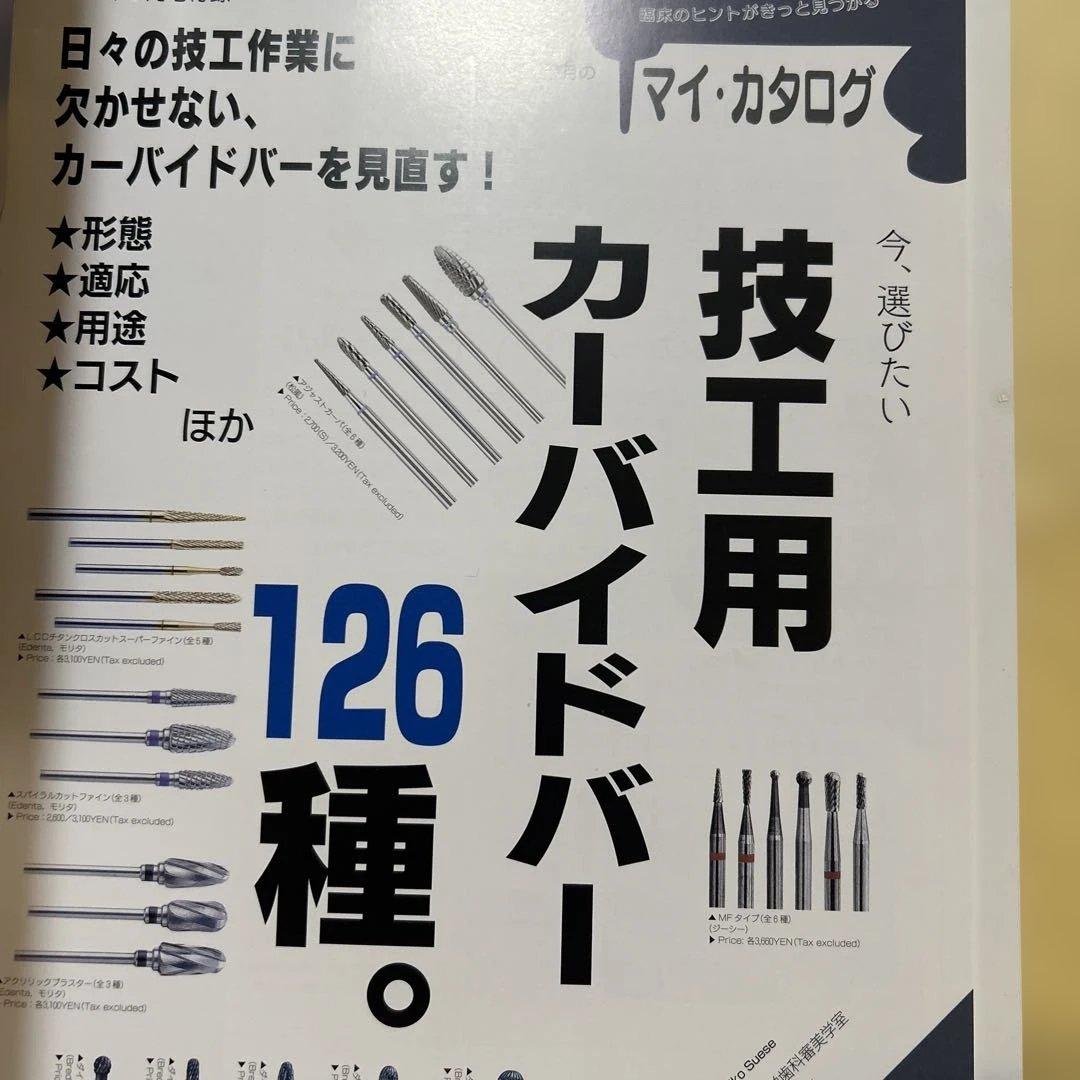 臨床のヒントがきっと見つかる
月の
マイ・カタログ
日々の技工作業に
欠かせない、
カーバイドバーを見直す！
★形態
★適応
★用途
★コスト
ほか
今、選びたい
技工用
カーバイドバー
126
種。
▲アジャストカーバ(全6種)
(松風)
▶Price：2,700(S)／3,200YEN(Tax excluded)
▲LCCチタンクロスカットスーパーファイン(全5種)
(Edenta, モリタ)
▶Price：各3,100YEN(Tax excluded)
▲スパイラルカットファイン(全3種)
(Edenta, モリタ)
▶Price：2,600／3,100YEN(Tax excluded)
▲アクリリックブラスター(全3種)
Edenta, モリタ)
Price：各3,100YEN(Tax excluded)
▲MFタイプ(全6種)
(ジーシー)
▶Price: 各3,660YEN(Tax excluded)
ko Suese
歯科審美学室